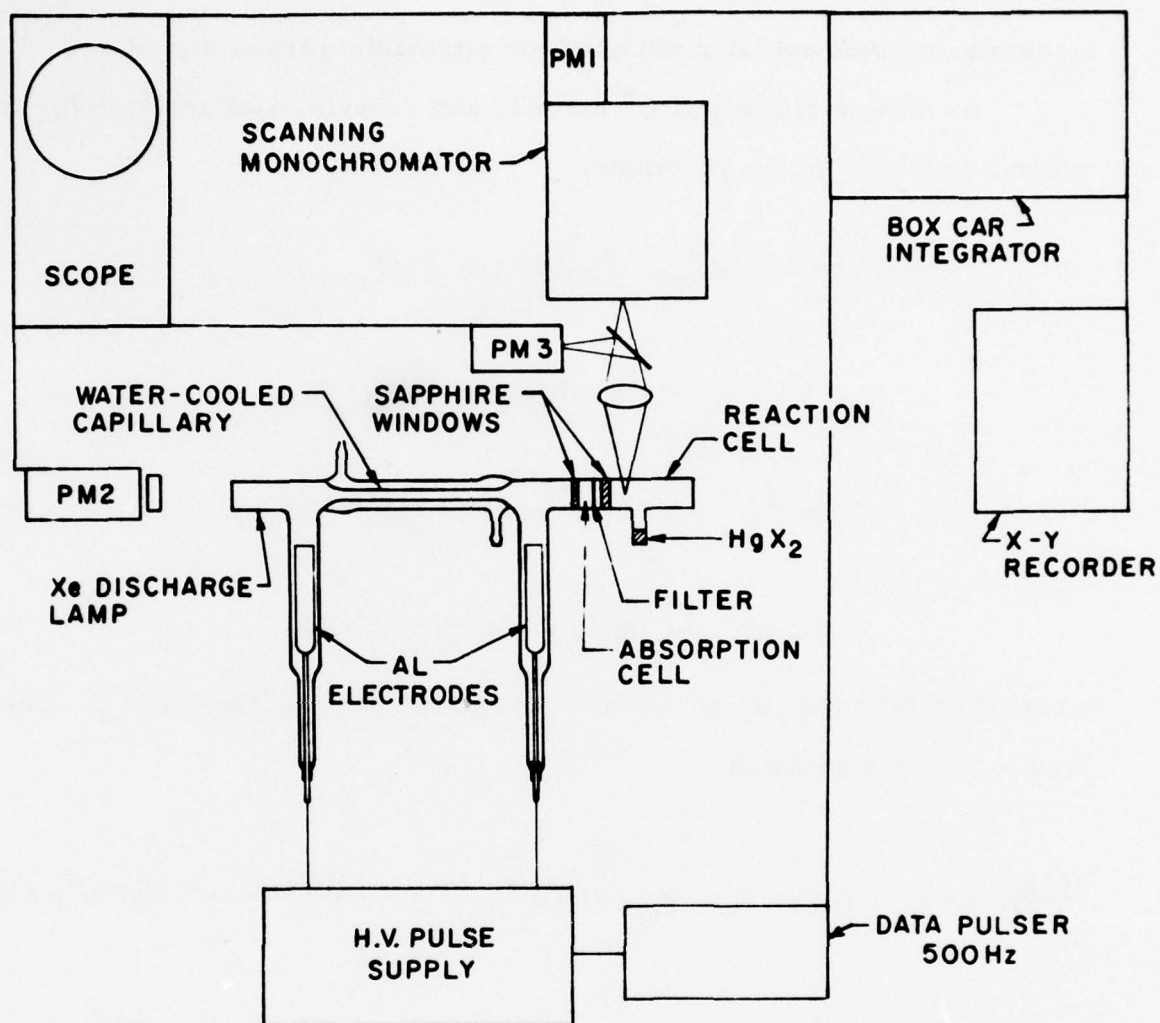 PM1
SCANNING
MONOCHROMATOR
SCOPE
BOX CAR
INTEGRATOR
PM3
WATER-COOLED
CAPILLARY
SAPPHIRE
WINDOWS
REACTION
CELL
PM2
HgX2
X-Y
RECORDER
Xe DISCHARGE
LAMP
FILTER
ABSORPTION
CELL
AL
ELECTRODES
H.V. PULSE
SUPPLY
DATA PULSER
500Hz